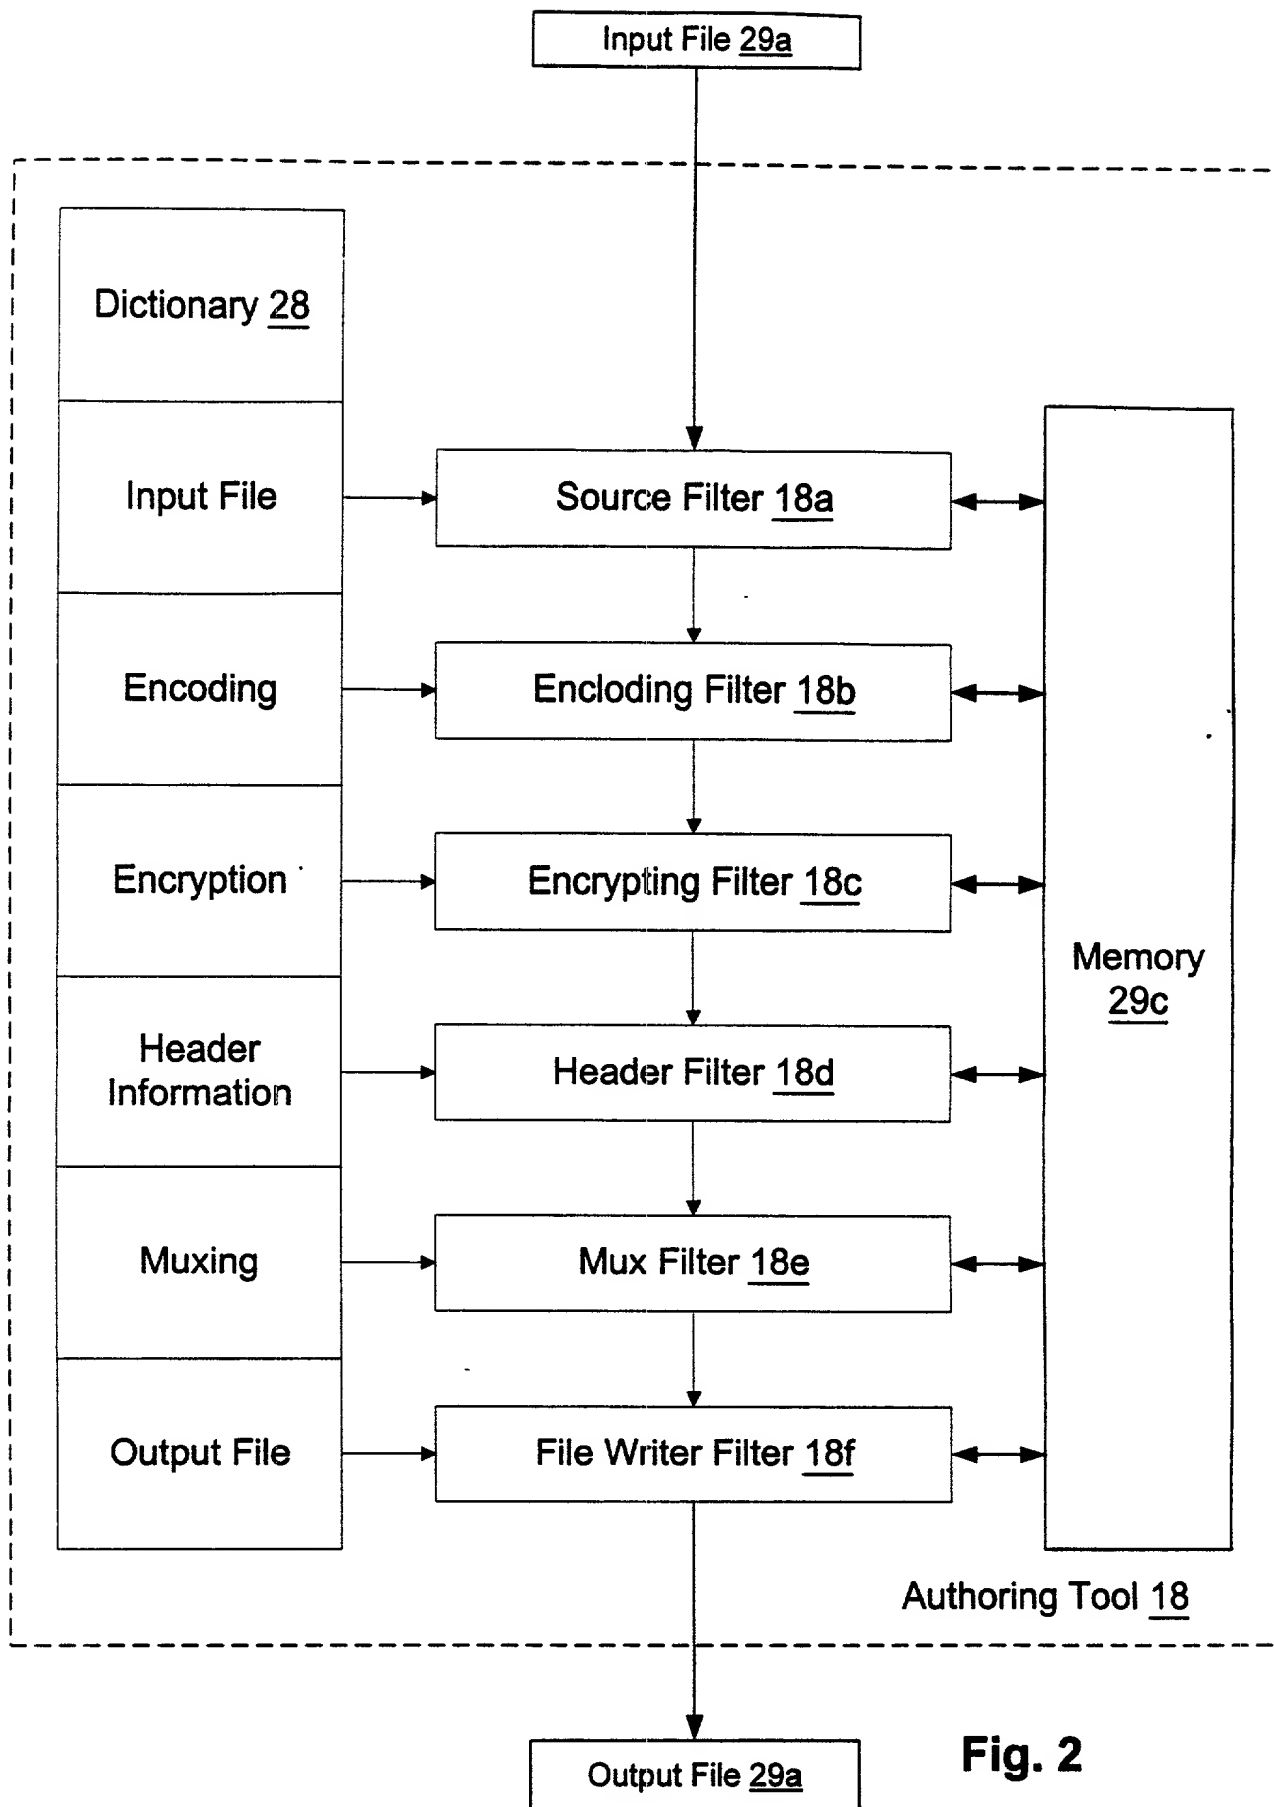 Input File 29a
Dictionary 28
Input File
Source Filter 18a
Encoding
Encloding Filter 18b
Encryption
Encrypting Filter 18c
Memory
29c
Header
Information
Header Filter 18d
Muxing
Mux Filter 18e
Output File
File Writer Filter 18f
Authoring Tool 18
Fig. 2
Output File 29a